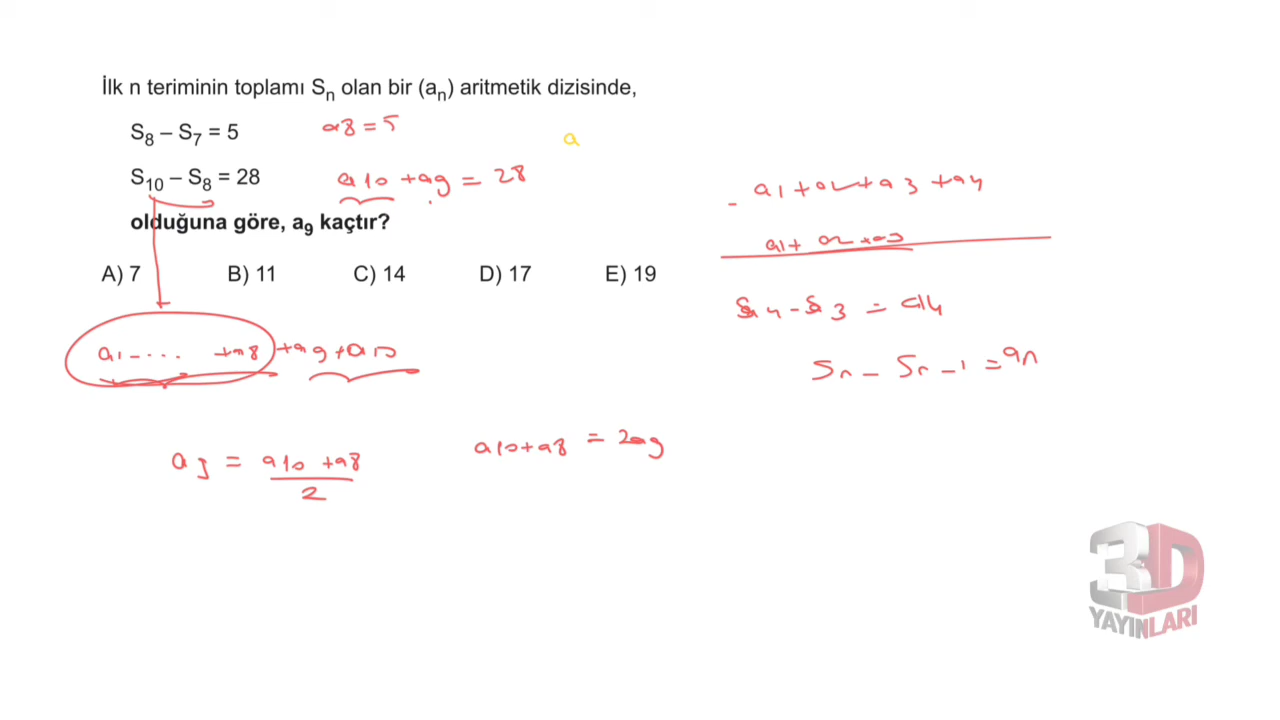 İlk n teriminin toplamı Sn olan bir (an) aritmetik dizisinde,
S8 – S7 = 5
a8 = 5
a
S10 – S8 = 28
a10 + a9 = 28
olduğuna göre, a9 kaçtır?
A) 7 B) 11 C) 14 D) 17 E) 19
- a1 + a2 + a3 + a4
a1 + a2 + a3
S4 - S3 = a4
Sn - Sn-1 = an
a1 - ... + a8 + a9 + a10
a9 = a10 + a8
2
a10 + a8 = 2a9
3D
YAYINLARI